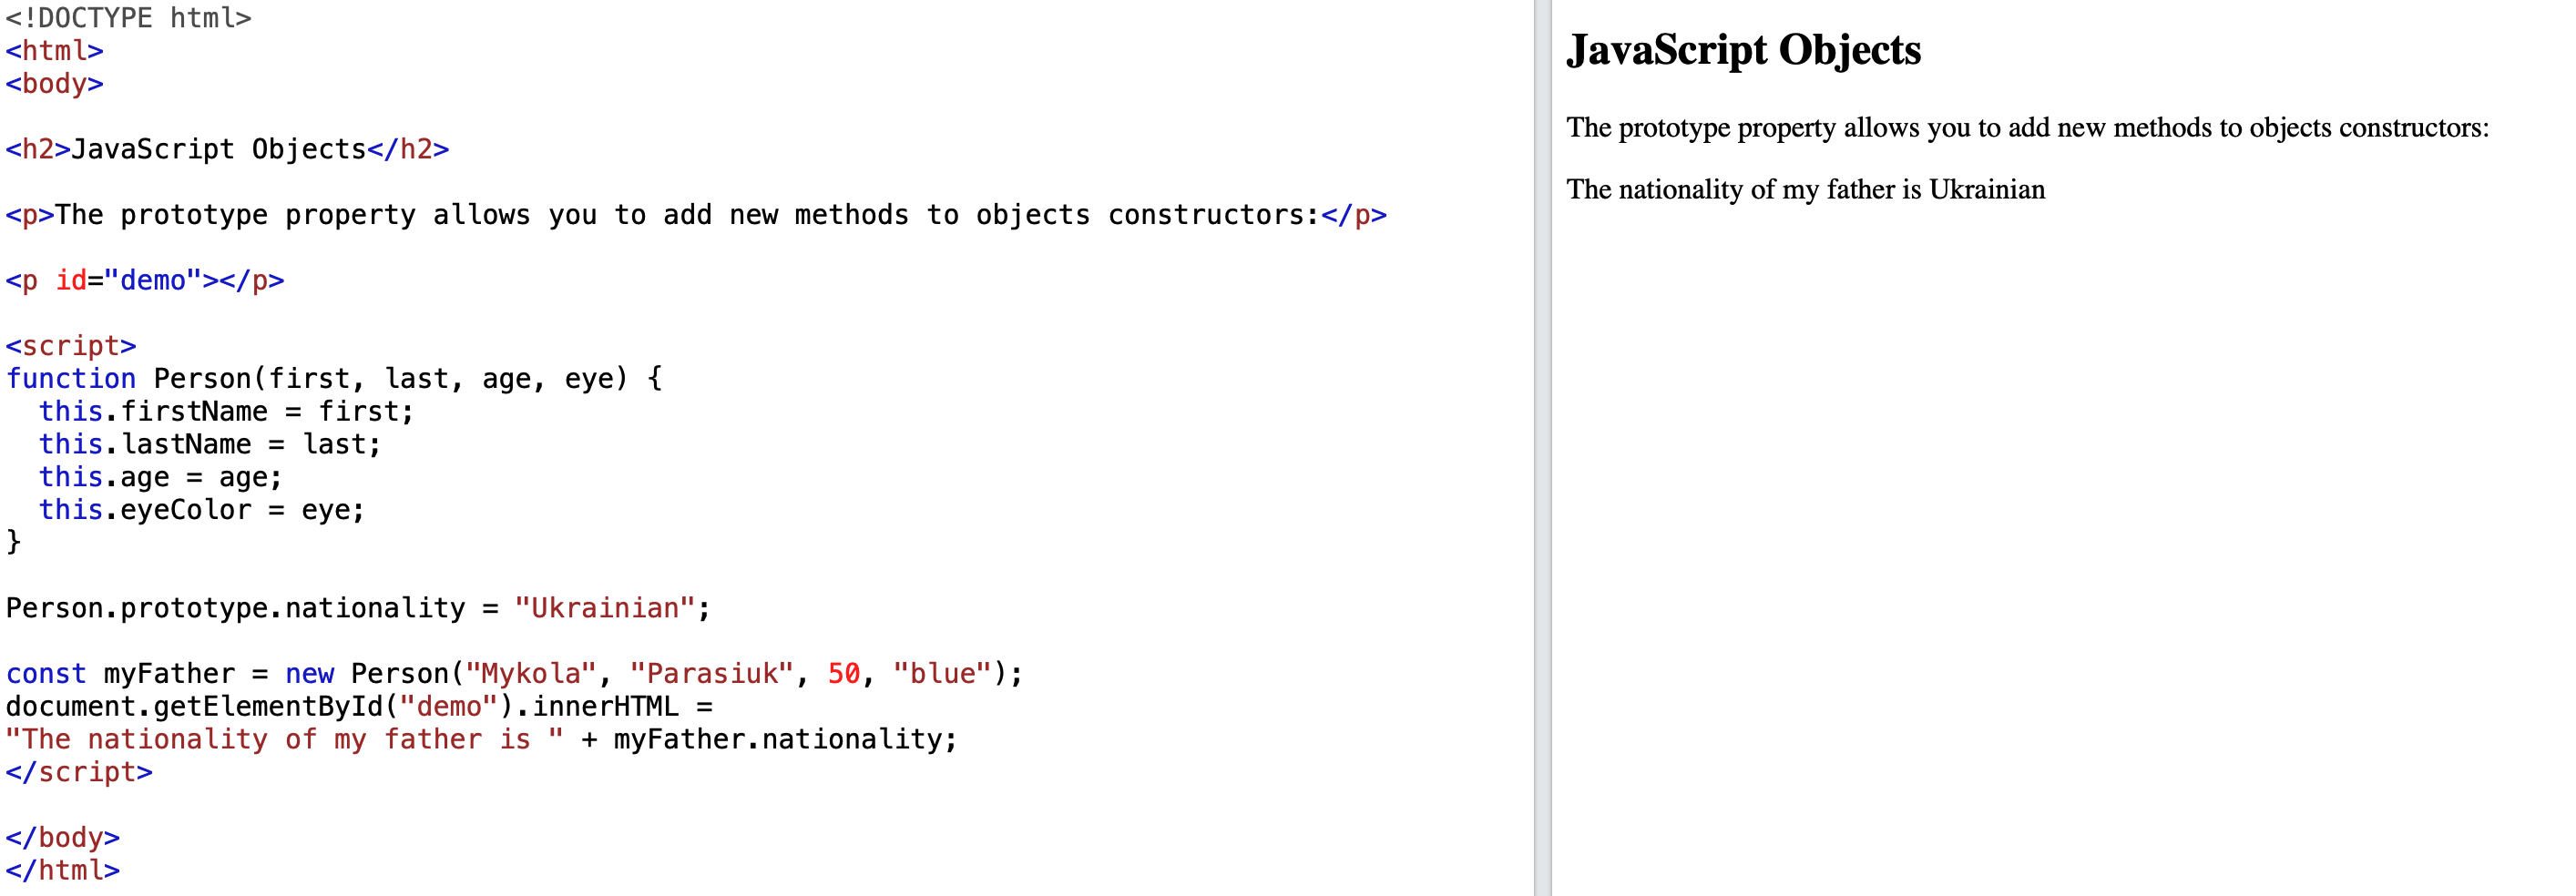 <!DOCTYPE html>
<html>
<body>
<h2>JavaScript Objects</h2>
<p>The prototype property allows you to add new methods to objects constructors:</p>
<p id="demo"></p>
<script>
function Person(first, last, age, eye) {
  this.firstName = first;
  this.lastName = last;
  this.age = age;
  this.eyeColor = eye;
}
Person.prototype.nationality = "Ukrainian";
const myFather = new Person("Mykola", "Parasiuk", 50, "blue");
document.getElementById("demo").innerHTML =
"The nationality of my father is " + myFather.nationality;
</script>
</body>
</html>
JavaScript Objects
The prototype property allows you to add new methods to objects constructors:
The nationality of my father is Ukrainian